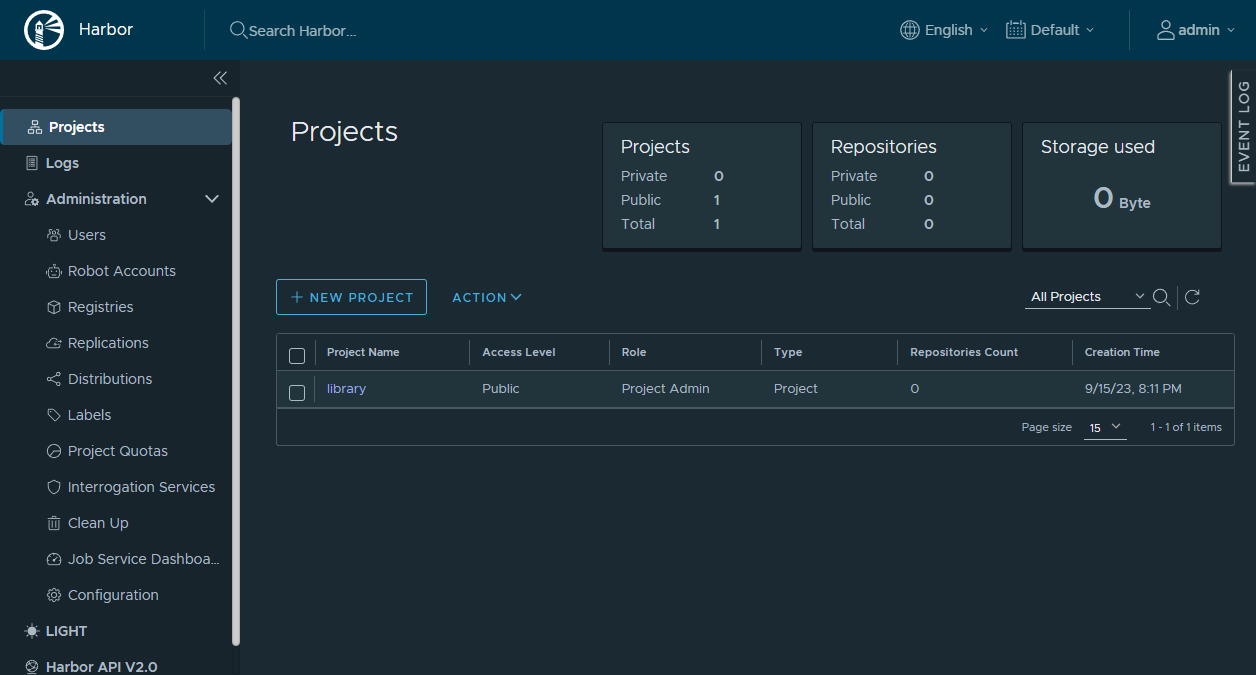 Harbor
Search Harbor...
English
Default
admin
EVENT LOG
Projects
Logs
Administration
Users
Robot Accounts
Registries
Replications
Distributions
Labels
Project Quotas
Interrogation Services
Clean Up
Job Service Dashboa...
Configuration
LIGHT
Harbor API V2.0
Projects
Projects
Private 0
Public 1
Total 1
Repositories
Private 0
Public 0
Total 0
Storage used
0 Byte
+ NEW PROJECT
ACTION
All Projects
Project Name Access Level Role Type Repositories Count Creation Time
library Public Project Admin Project 0 9/15/23, 8:11 PM
Page size 15 1 - 1 of 1 items